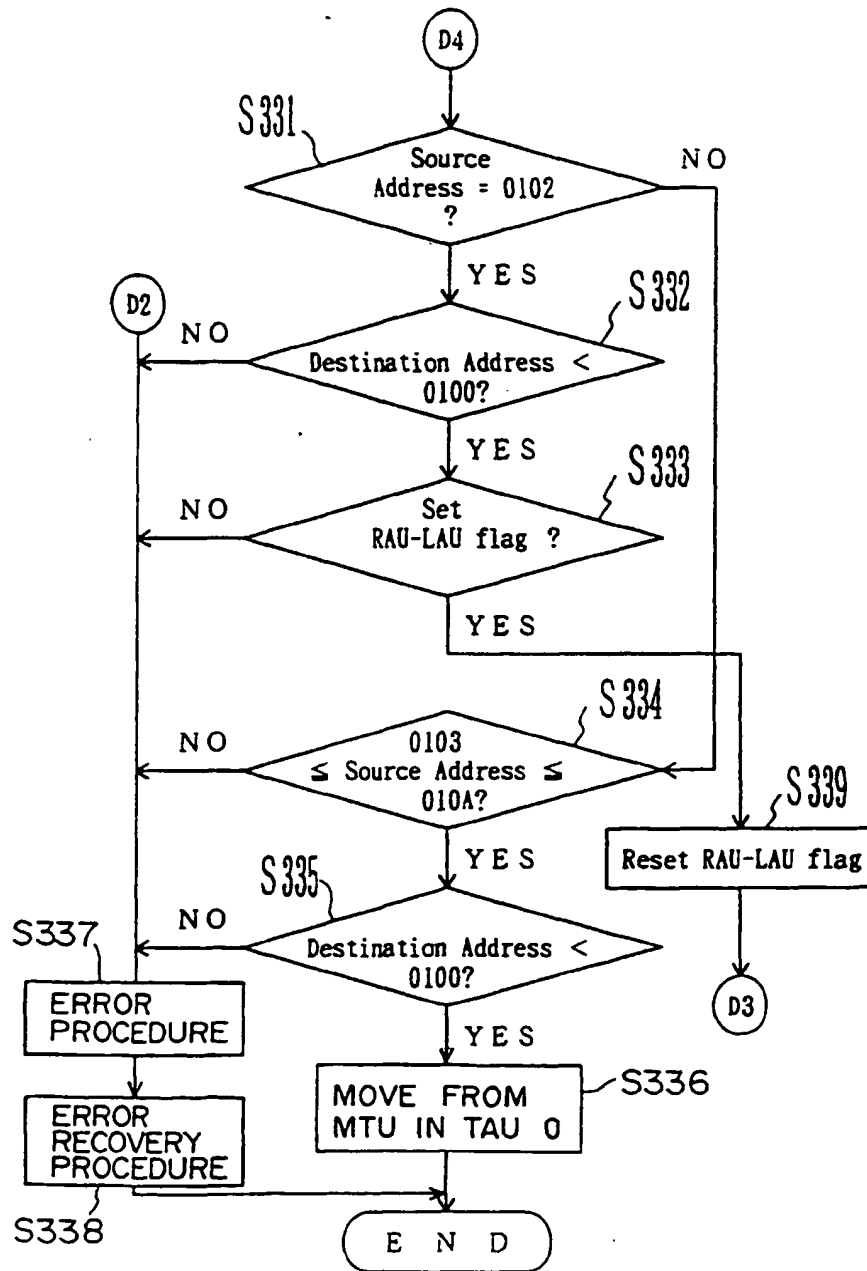 D4
S331
Source
Address = 0102
?
NO
YES
D2
S332
NO
Destination Address <
0100?
YES
S333
NO
Set
RAU-LAU flag ?
YES
S334
NO
0103
≦ Source Address ≦
010A?
S339
YES
Reset RAU-LAU flag
S335
NO
Destination Address <
0100?
S337
D3
ERROR
PROCEDURE
YES
S336
MOVE FROM
MTU IN TAU 0
ERROR
RECOVERY
PROCEDURE
S338
END